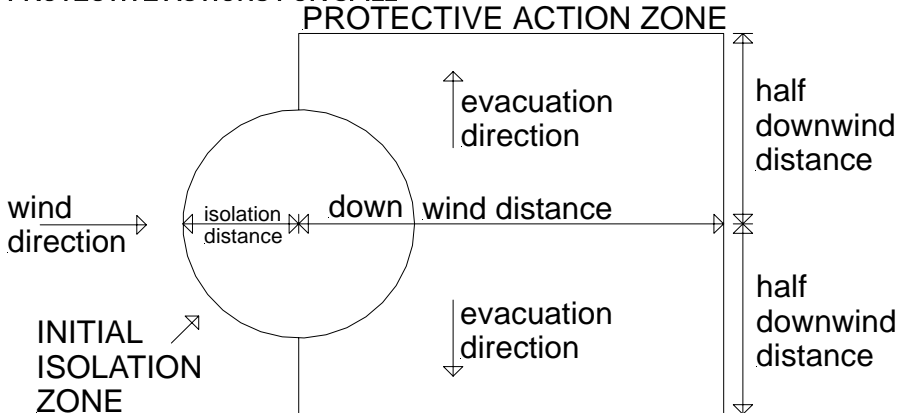 PROTECTIVE ACTION ZONE
evacuation
direction
half
downwind
distance
wind
direction
isolation
distance
down wind distance
INITIAL
ISOLATION
ZONE
evacuation
direction
half
downwind
distance